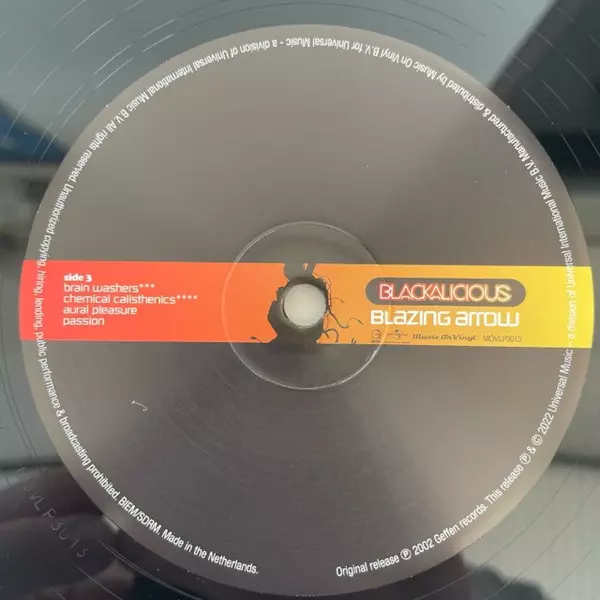 side 3
brain washers***
chemical calisthenics****
aural pleasure
passion
BLACKALICIOUS
BLAZING ARROW
Music On Vinyl
MOVLP3013
Original release ℗ 2002 Geffen records. This release ℗ & © 2022 Universal Music - a division of Universal International Music B.V. Manufactured & distributed by Music On Vinyl B.V. for Universal Music - a division of Universal International Music B.V. All rights reserved. Unauthorized copying, hiring, lending, public performance & broadcasting prohibited. BIEM/SDRM. Made in the Netherlands.